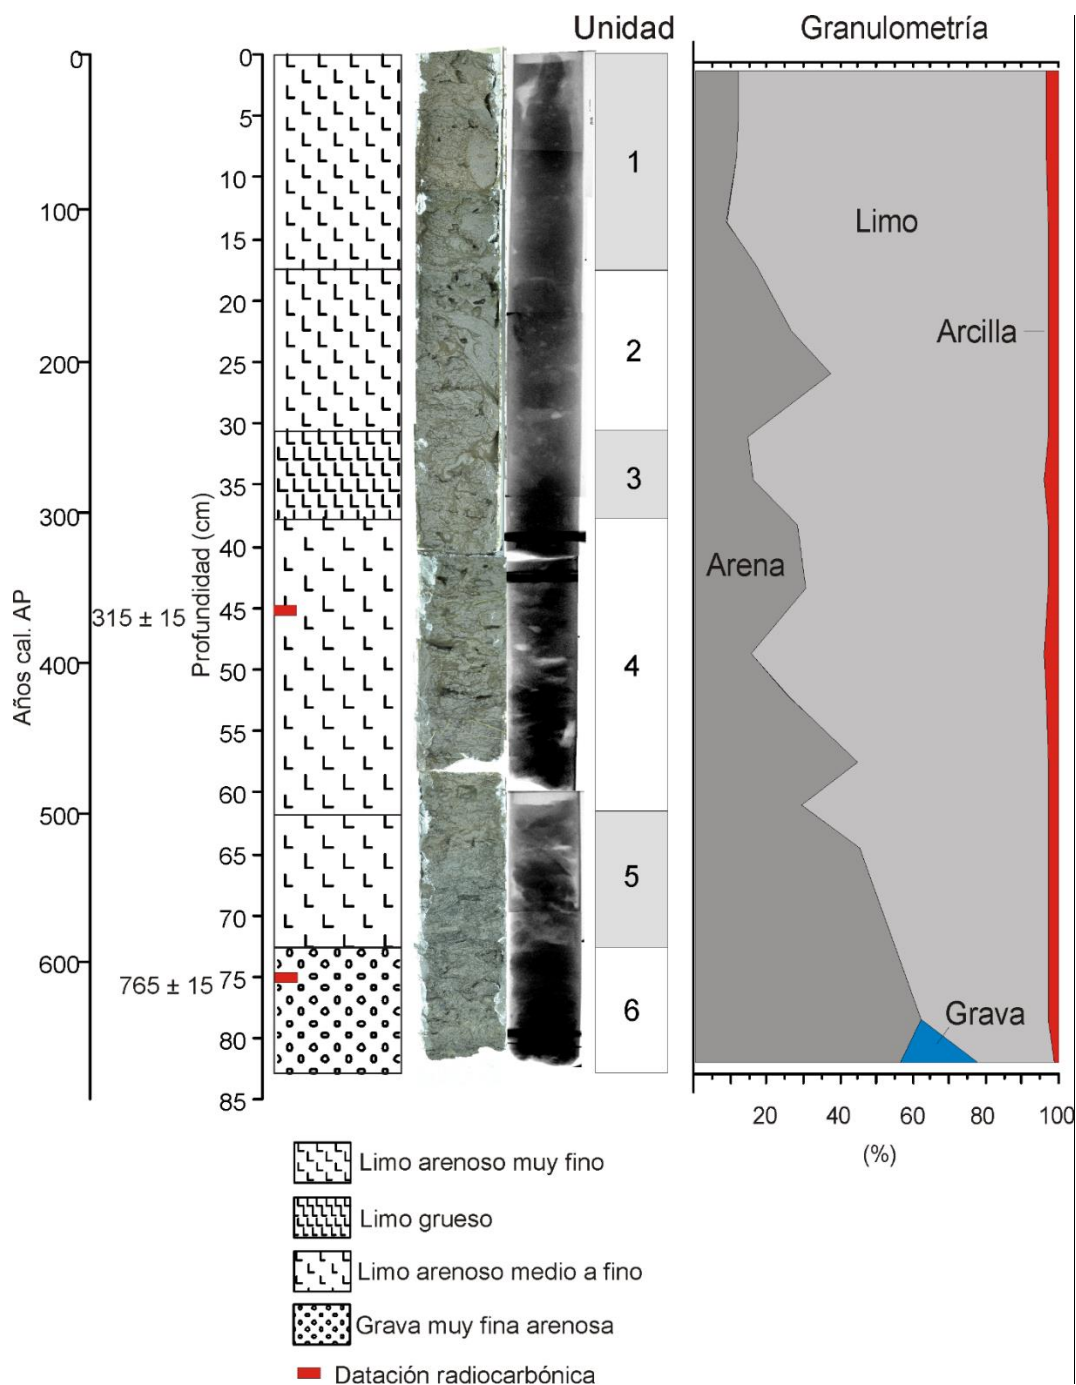 Unidad
Granulometría
0
100
200
300
400
500
600
Años cal. AP
315 ± 15
765 ± 15
0
5
10
15
20
25
30
35
40
45
50
55
60
65
70
75
80
85
Profundidad (cm)
1
2
3
4
5
6
Limo
Arcilla
Arena
Grava
20 40 60 80 100
(%)
Limo arenoso muy fino
Limo grueso
Limo arenoso medio a fino
Grava muy fina arenosa
Datación radiocarbónica